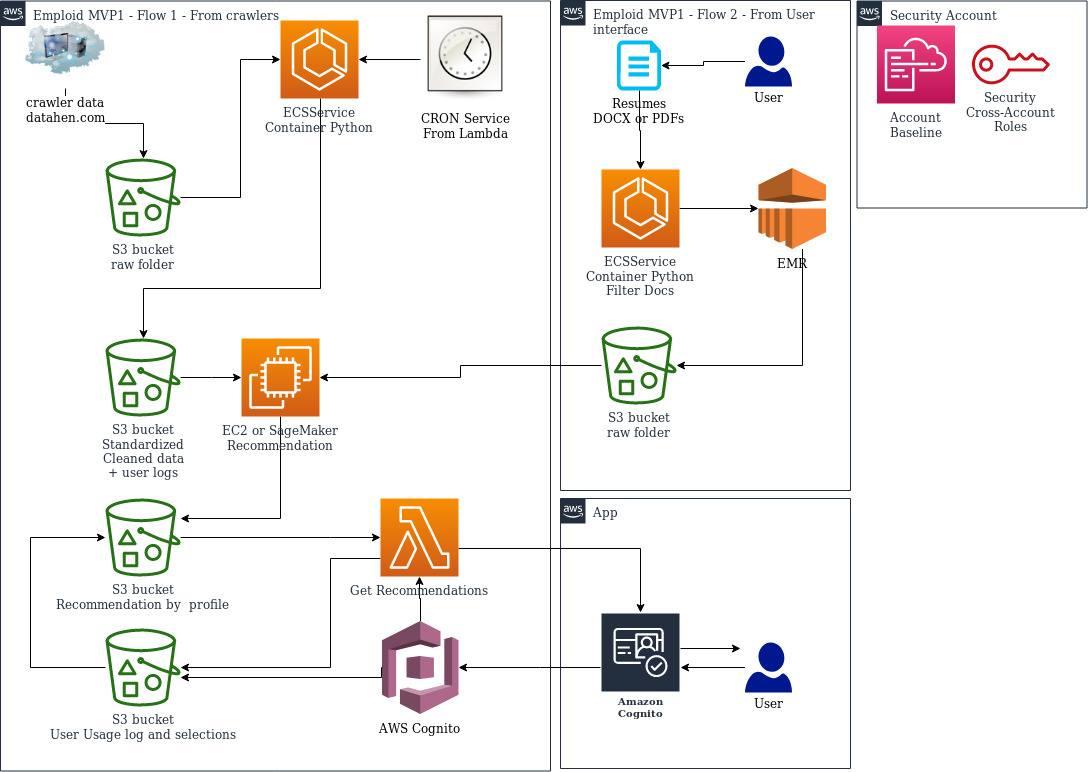 aws
Emploid MVP1 - Flow 1 - From crawlers
crawler data
datahen.com
ECSService
Container Python
CRON Service
From Lambda
S3 bucket
raw folder
S3 bucket
Standardized
Cleaned data
+ user logs
EC2 or SageMaker
Recommendation
S3 bucket
Recommendation by  profile
Get Recommendations
S3 bucket
User Usage log and selections
AWS Cognito
aws
Emploid MVP1 - Flow 2 - From User
interface
Resumes
DOCX or PDFs
User
ECSService
Container Python
Filter Docs
EMR
S3 bucket
raw folder
aws
App
Amazon
Cognito
User
aws
Security Account
Account
Baseline
Security
Cross-Account
Roles